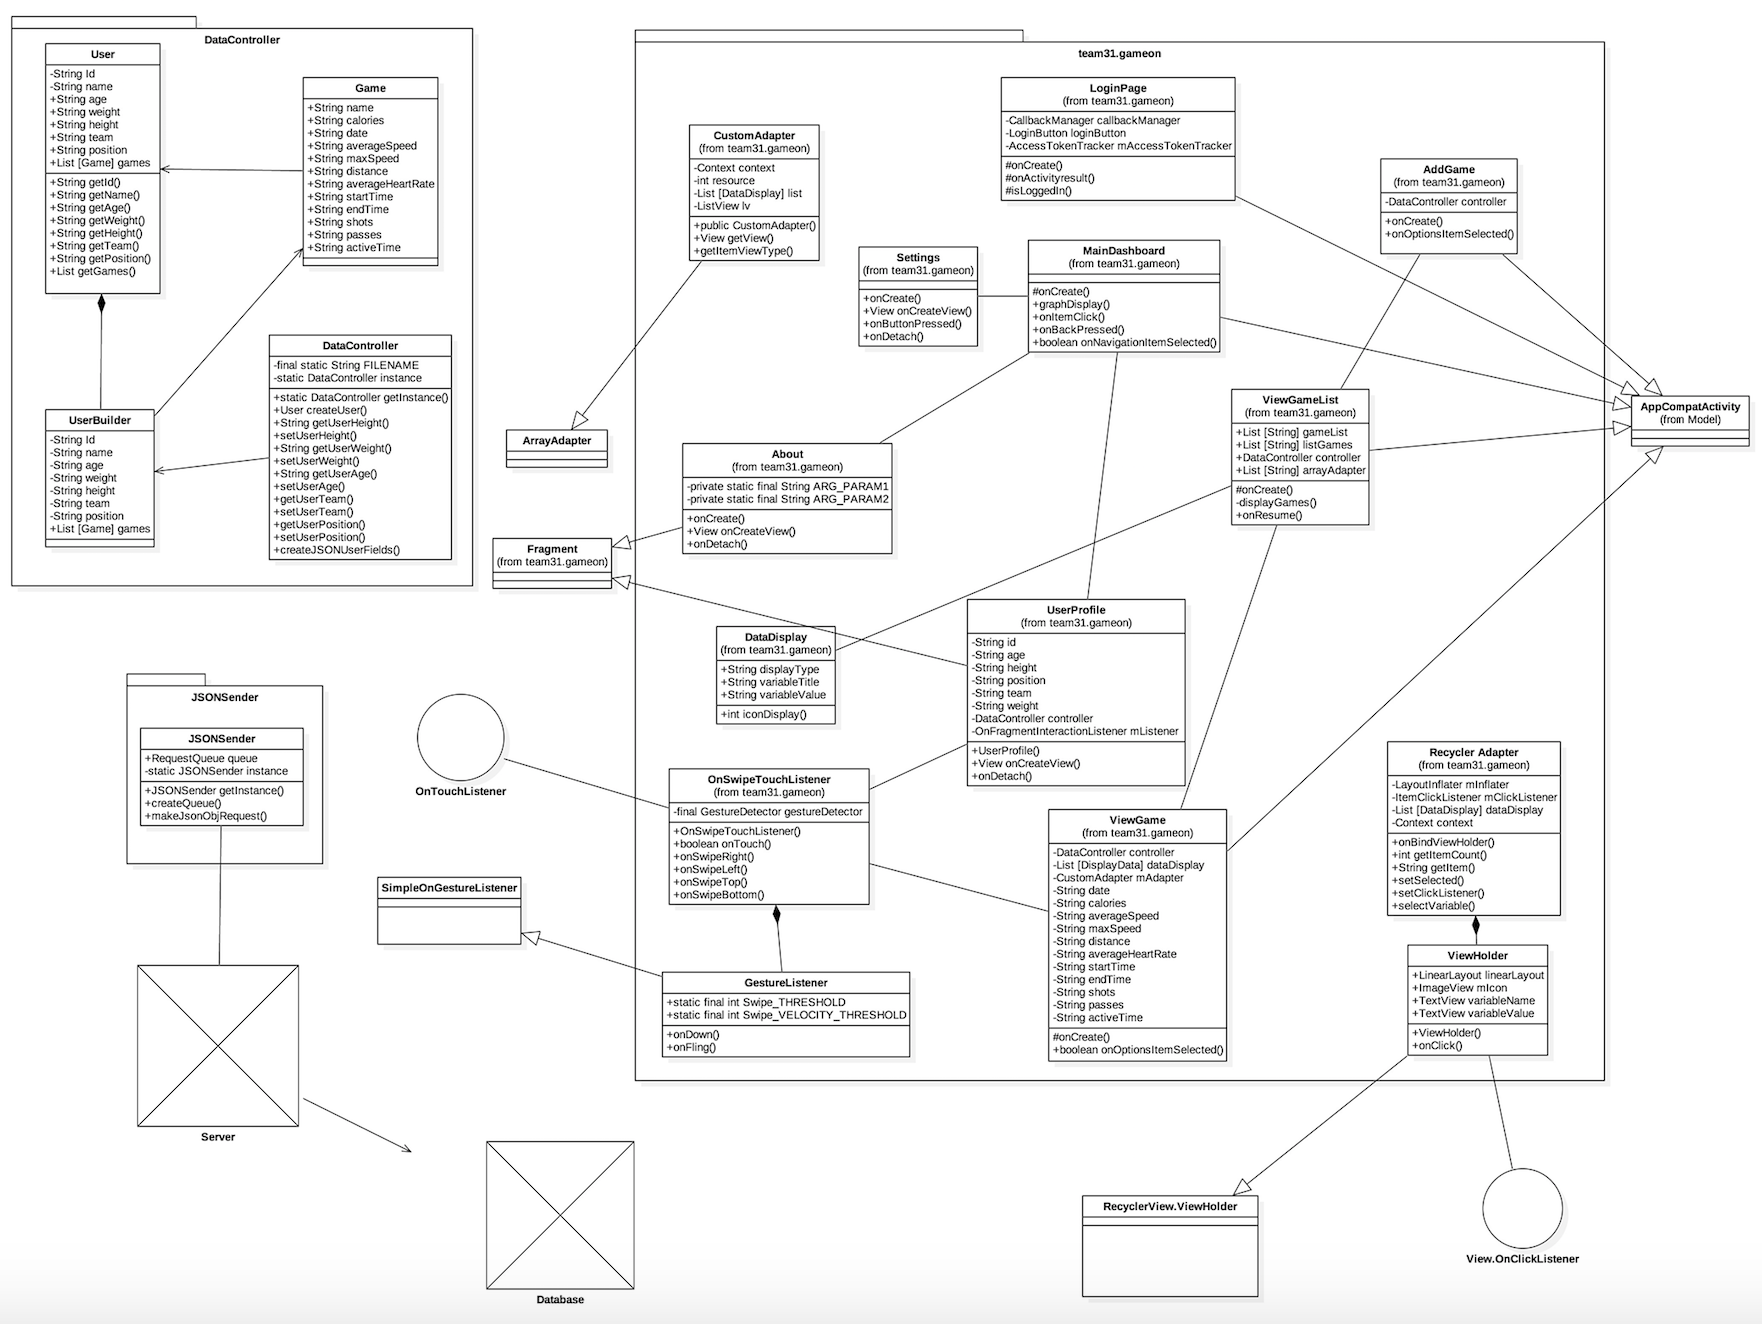 DataController
User
-String Id
-String name
+String age
+String weight
+String height
+String team
+String position
+List [Game] games
+String getId()
+String getName()
+String getAge()
+String getWeight()
+String getHeight()
+String getTeam()
+String getPosition()
+List getGames()
Game
+String name
+String calories
+String date
+String averageSpeed
+String maxSpeed
+String distance
+String averageHeartRate
+String startTime
+String endTime
+String shots
+String passes
+String activeTime
UserBuilder
-String Id
-String name
-String age
-String weight
-String height
-String team
-String position
+List [Game] games
DataController
-final static String FILENAME
-static DataController instance
+static DataController getInstance()
+User createUser()
+String getUserHeight()
+setUserHeight()
+String getUserWeight()
+setUserWeight()
+String getUserAge()
+setUserAge()
+getUserTeam()
+setUserTeam()
+getUserPosition()
+setUserPosition()
+createJSONUserFields()
team31.gameon
LoginPage
(from team31.gameon)
-CallbackManager callbackManager
-LoginButton loginButton
-AccessTokenTracker mAccessTokenTracker
#onCreate()
#onActivityresult()
#isLoggedIn()
CustomAdapter
(from team31.gameon)
-Context context
-int resource
-List [DataDisplay] list
-ListView lv
+public CustomAdapter()
+View getView()
+getItemViewType()
AddGame
(from team31.gameon)
-DataController controller
+onCreate()
+onOptionsItemSelected()
Settings
(from team31.gameon)
+onCreate()
+View onCreateView()
+onButtonPressed()
+onDetach()
MainDashboard
(from team31.gameon)
#onCreate()
+graphDisplay()
+onItemClick()
+onBackPressed()
+boolean onNavigationItemSelected()
ViewGameList
(from team31.gameon)
+List [String] gameList
+List [String] listGames
+DataController controller
+List [String] arrayAdapter
#onCreate()
-displayGames()
+onResume()
AppCompatActivity
(from Model)
ArrayAdapter
About
(from team31.gameon)
-private static final String ARG_PARAM1
-private static final String ARG_PARAM2
+onCreate()
+View onCreateView()
+onDetach()
Fragment
(from team31.gameon)
DataDisplay
(from team31.gameon)
+String displayType
+String variableTitle
+String variableValue
+int iconDisplay()
UserProfile
(from team31.gameon)
-String id
-String age
-String height
-String position
-String team
-String weight
-DataController controller
-OnFragmentInteractionListener mListener
+UserProfile()
+View onCreateView()
+onDetach()
JSONSender
JSONSender
+RequestQueue queue
-static JSONSender instance
+JSONSender getInstance()
+createQueue()
+makeJsonObjRequest()
OnTouchListener
OnSwipeTouchListener
(from team31.gameon)
-final GestureDetector gestureDetector
+OnSwipeTouchListener()
+boolean onTouch()
+onSwipeRight()
+onSwipeLeft()
+onSwipeTop()
+onSwipeBottom()
Recycler Adapter
(from team31.gameon)
-LayoutInflater mInflater
-ItemClickListener mClickListener
-List [DataDisplay] dataDisplay
-Context context
+onBindViewHolder()
+int getItemCount()
+String getItem()
+setSelected()
+setClickListener()
+selectVariable()
ViewGame
(from team31.gameon)
-DataController controller
-List [DisplayData] dataDisplay
-CustomAdapter mAdapter
-String date
-String calories
-String averageSpeed
-String maxSpeed
-String distance
-String averageHeartRate
-String startTime
-String endTime
-String shots
-String passes
-String activeTime
#onCreate()
+boolean onOptionsItemSelected()
SimpleOnGestureListener
GestureListener
+static final int Swipe_THRESHOLD
+static final int Swipe_VELOCITY_THRESHOLD
+onDown()
+onFling()
ViewHolder
+LinearLayout linearLayout
+ImageView mIcon
+TextView variableName
+TextView variableValue
+ViewHolder()
+onClick()
Server
Database
RecyclerView.ViewHolder
View.OnClickListener